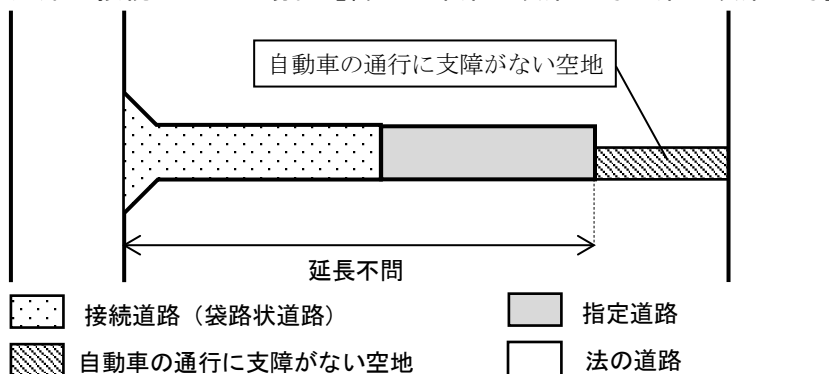 自動車の通行に支障がない空地
延長不問
接続道路（袋路状道路）
指定道路
自動車の通行に支障がない空地
法の道路